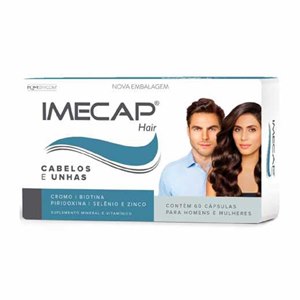 NOVA EMBALAGEM
IMECAP®
Hair
CABELOS
E UNHAS
CROMO | BIOTINA
PIRIDOXINA | SELÊNIO E ZINCO
SUPLEMENTO MINERAL E VITAMÍNICO
CONTÉM 60 CÁPSULAS
PARA HOMENS E MULHERES